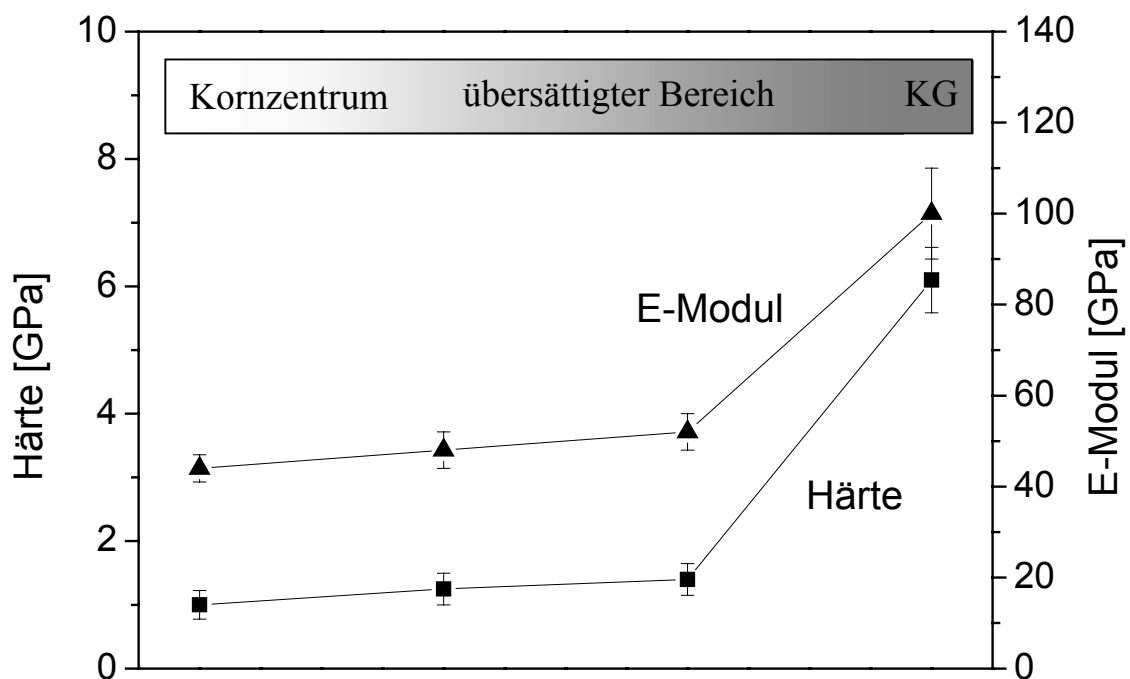 10
8
6
4
2
0
Härte [GPa]
Kornzentrum übersättigter Bereich KG
E-Modul
Härte
140
120
100
80
60
40
20
0
E-Modul [GPa]